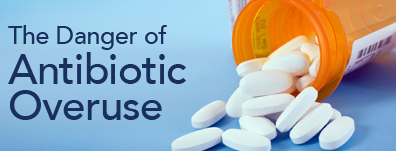 The Danger of
Antibiotic
Overuse